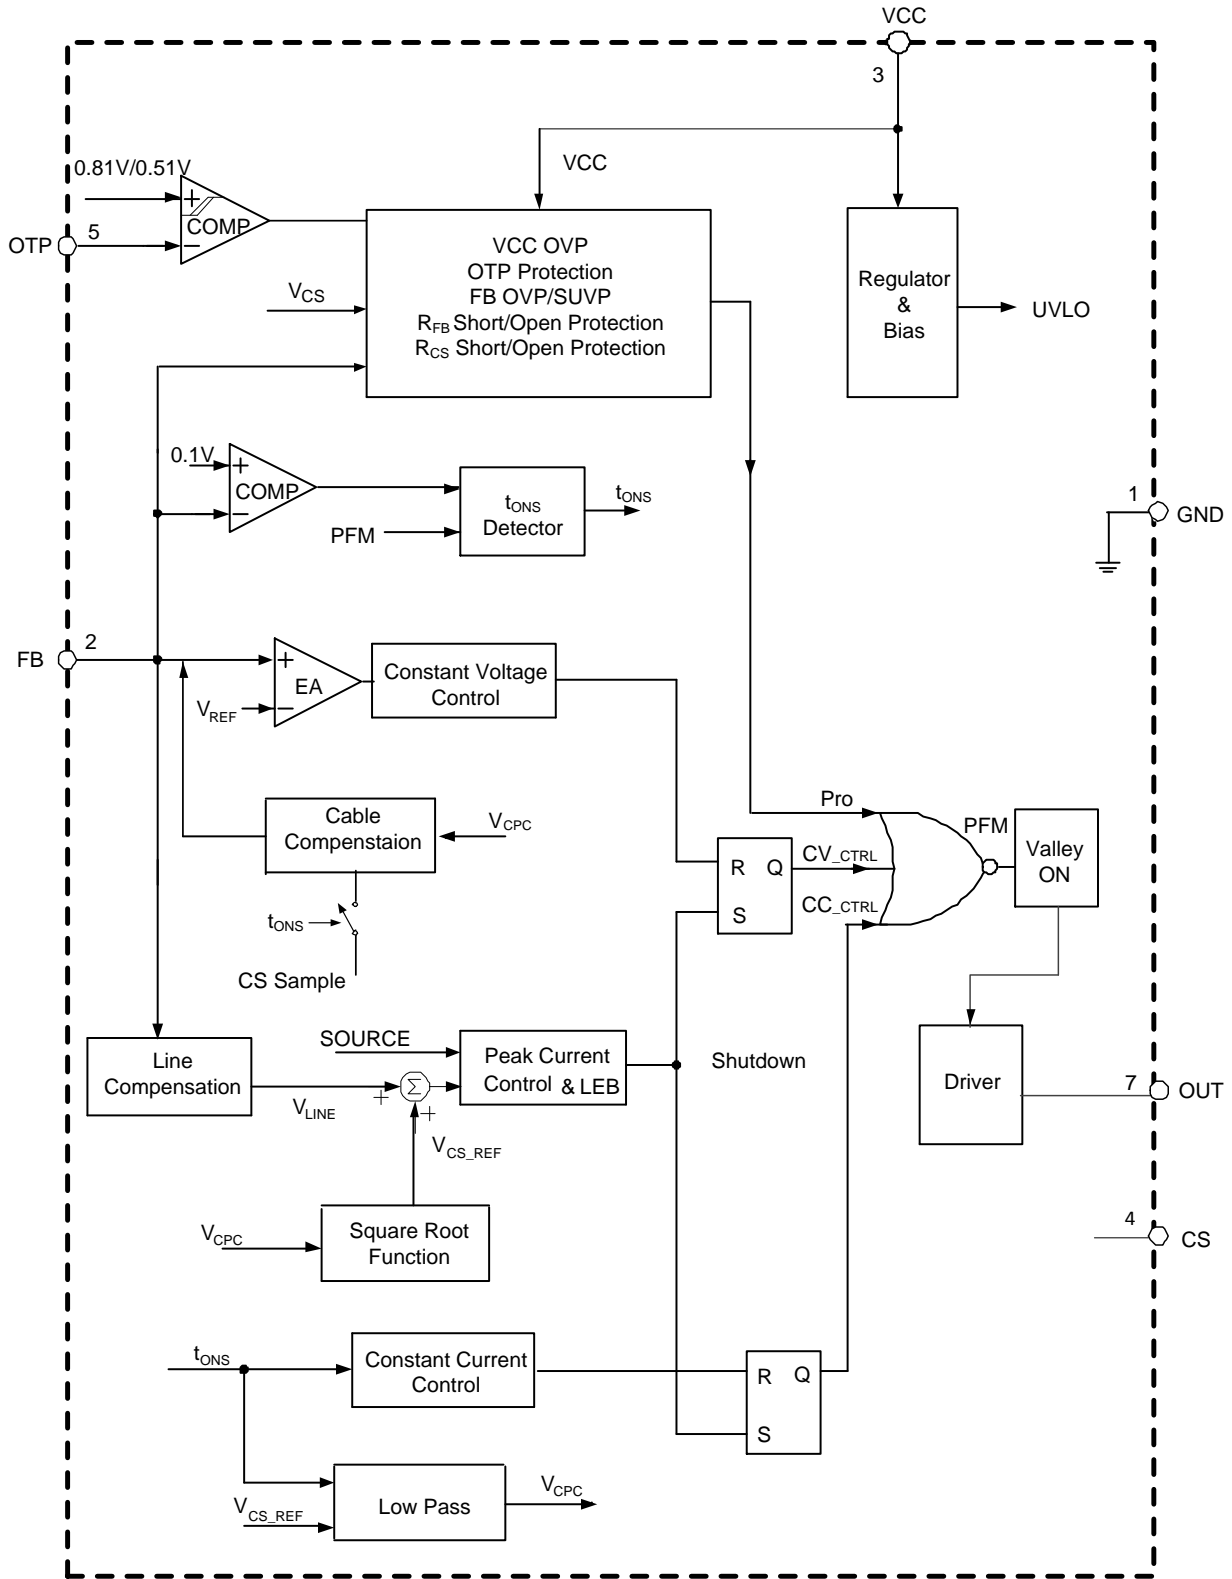 VCC
3
0.81V/0.51V
VCC
+
COMP
−
OTP
5
VCC OVP
OTP Protection
FB OVP/SUVP
RFB Short/Open Protection
RCS Short/Open Protection
VCS
Regulator
&
Bias
UVLO
0.1V
+
COMP
−
tONS
Detector
tONS
PFM
1
GND
2
FB
+
EA
−
VREF
Constant Voltage
Control
Cable
Compenstaion
VCPC
tONS
CS Sample
Pro
PFM
Valley
ON
R
Q
S
CV_CTRL
CC_CTRL
Line
Compensation
SOURCE
VLINE
+
Σ
+
Peak Current
Control & LEB
Shutdown
Driver
7
OUT
VCS_REF
VCPC
Square Root
Function
4
CS
tONS
Constant Current
Control
R
Q
S
VCS_REF
Low Pass
VCPC